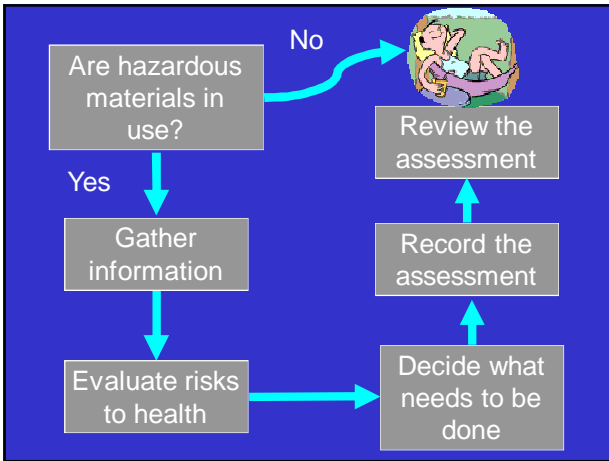 Are hazardous
materials in
use?
No
Yes
Gather
information
Evaluate risks
to health
Decide what
needs to be
done
Record the
assessment
Review the
assessment